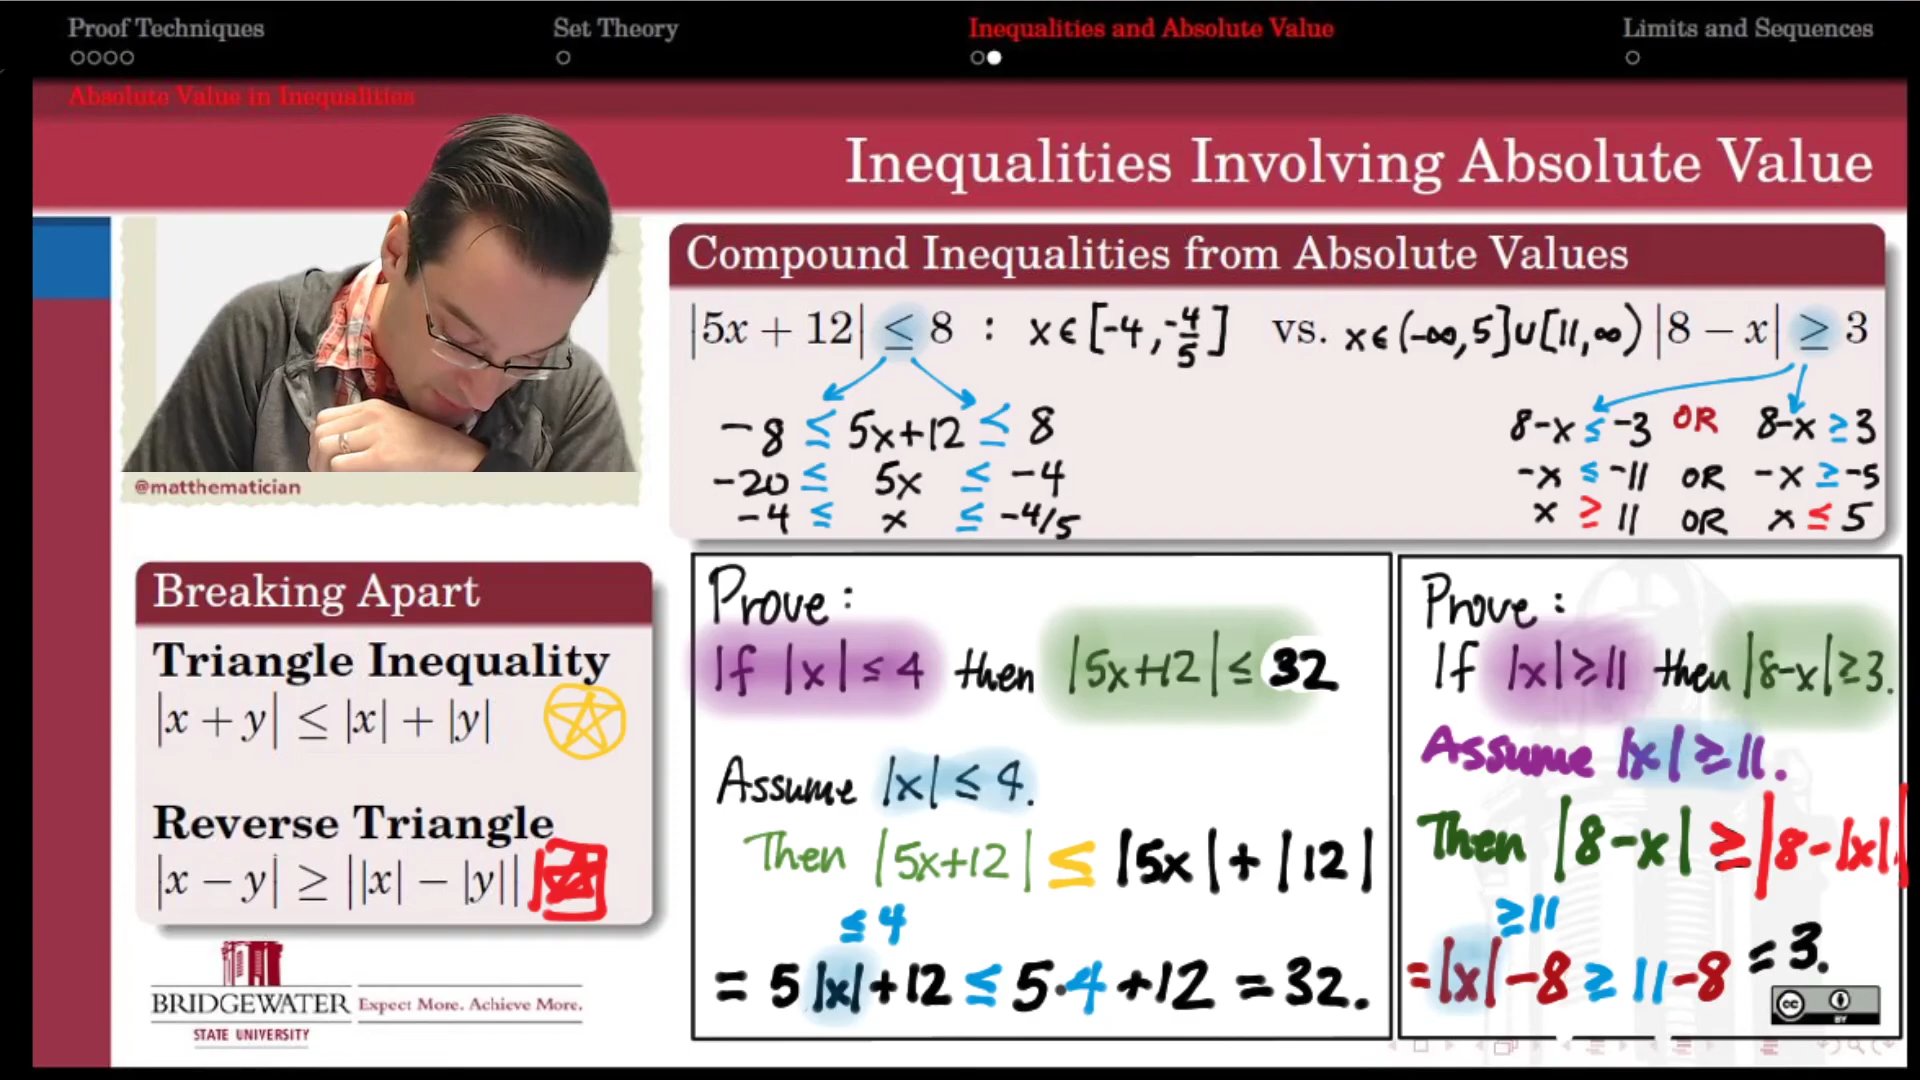 Proof Techniques
Set Theory
Inequalities and Absolute Value
Limits and Sequences
Absolute Value in Inequalities
Inequalities Involving Absolute Value
@matthematician
Compound Inequalities from Absolute Values
|5x + 12| ≤ 8 : x ∈ [-4, -4/5] vs. x ∈ (-∞, 5] ∪ [11, ∞) |8 − x| ≥ 3
-8 ≤ 5x+12 ≤ 8
-20 ≤ 5x ≤ -4
-4 ≤ x ≤ -4/5
8-x ≤ -3 OR 8-x ≥ 3
-x ≤ -11 OR -x ≥ -5
x ≥ 11 OR x ≤ 5
Breaking Apart
Triangle Inequality
|x + y| ≤ |x| + |y|
Reverse Triangle
|x − y| ≥ ||x| − |y||
BRIDGEWATER
STATE UNIVERSITY
Expect More. Achieve More.
Prove:
If |x| ≤ 4 then |5x+12| ≤ 32
Assume |x| ≤ 4.
Then |5x+12| ≤ |5x| + |12|
≤ 4
= 5|x| + 12 ≤ 5·4 + 12 = 32.
Prove:
If |x| ≥ 11 then |8-x| ≥ 3.
Assume |x| ≥ 11.
Then |8-x| ≥ |8-|x||
≥ 11
= |x| - 8 ≥ 11 - 8 = 3.
cc
BY